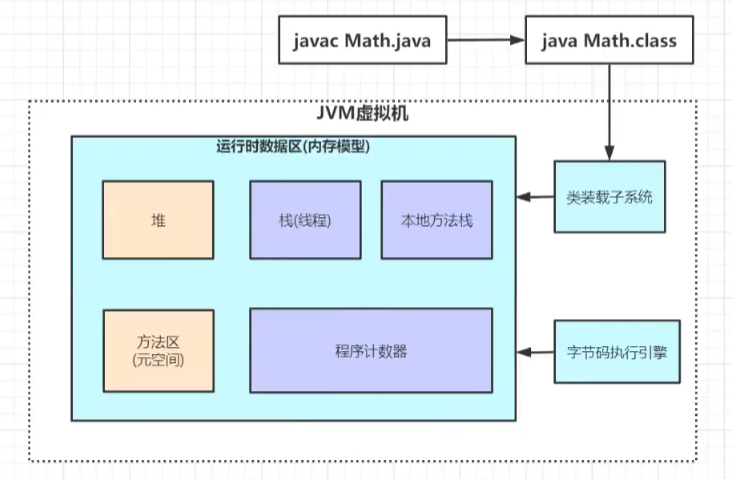 javac Math.java
java Math.class
JVM虚拟机
运行时数据区(内存模型)
堆
栈(线程)
本地方法栈
类装载子系统
方法区
(元空间)
程序计数器
字节码执行引擎